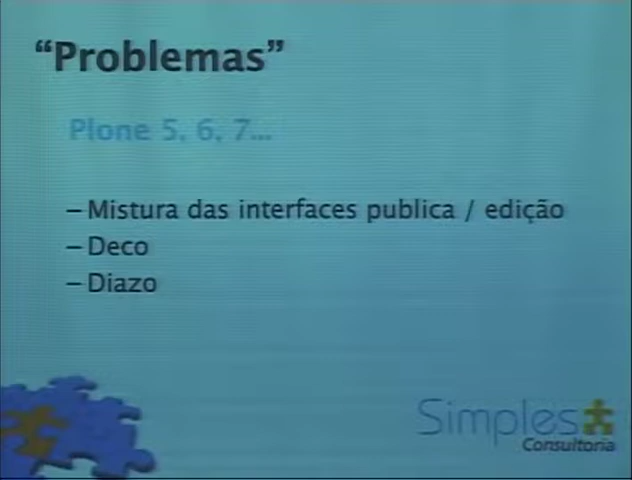 “Problemas”
Plone 5, 6, 7...
– Mistura das interfaces publica / edição
– Deco
– Diazo
Simples
Consultoria